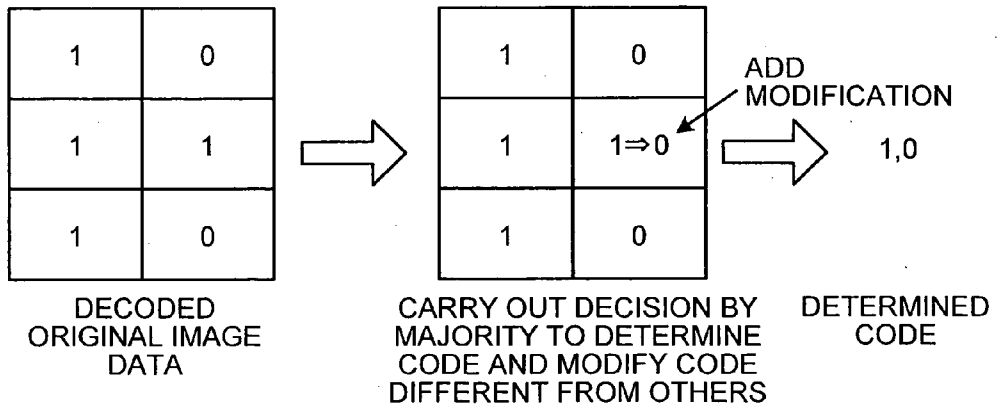 1 0
1 1
1 0
DECODED
ORIGINAL IMAGE
DATA
1 0
1 1⇒0
1 0
ADD
MODIFICATION
CARRY OUT DECISION BY
MAJORITY TO DETERMINE
CODE AND MODIFY CODE
DIFFERENT FROM OTHERS
1,0
DETERMINED
CODE